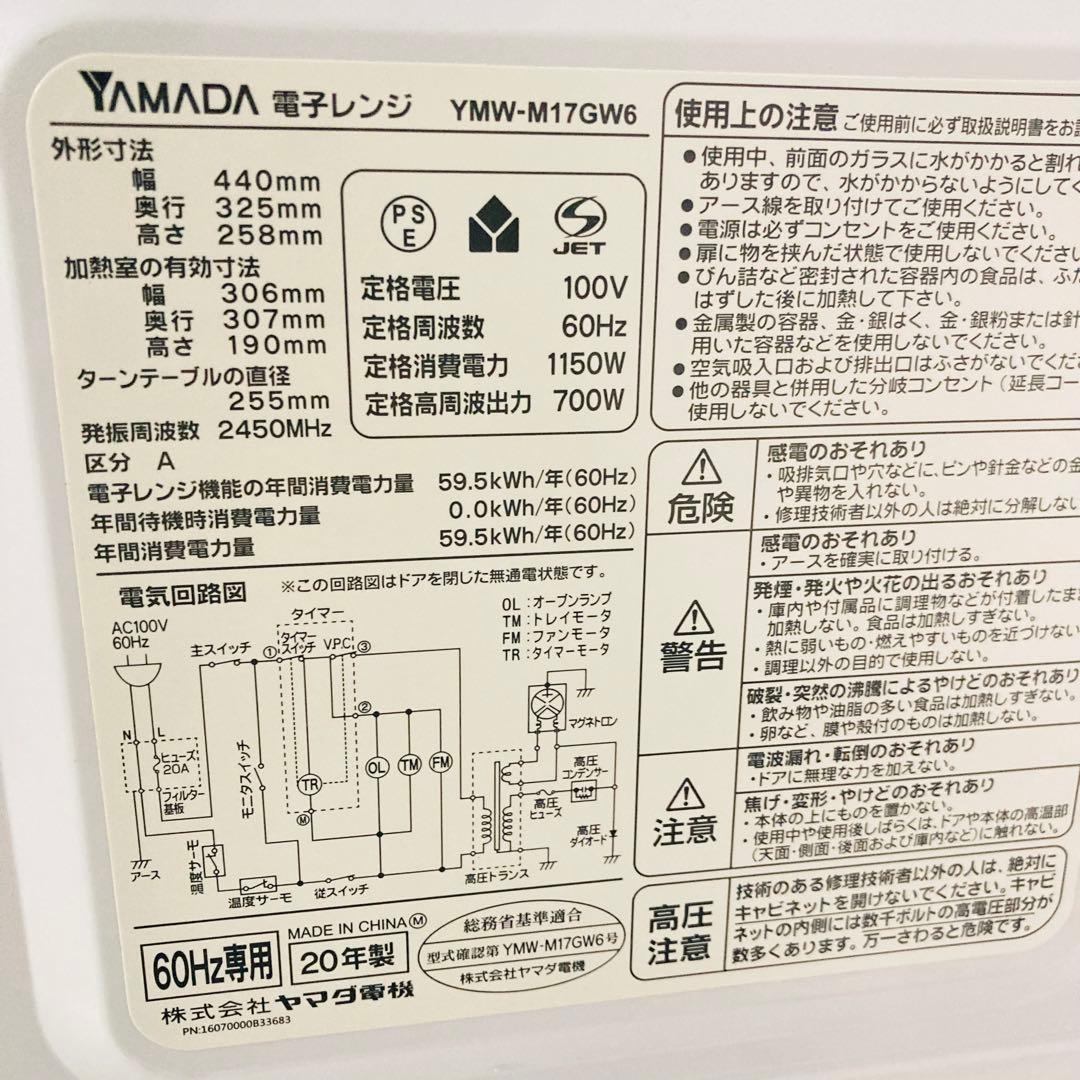 YAMADA 電子レンジ YMW-M17GW6
外形寸法
幅 440mm
奥行 325mm
高さ 258mm
加熱室の有効寸法
幅 306mm
奥行 307mm
高さ 190mm
ターンテーブルの直径
255mm
発振周波数 2450MHz
区分 A
PS
E
JET
定格電圧 100V
定格周波数 60Hz
定格消費電力 1150W
定格高周波出力 700W
電子レンジ機能の年間消費電力量 59.5kWh/年(60Hz)
年間待機時消費電力量 0.0kWh/年(60Hz)
年間消費電力量 59.5kWh/年(60Hz)
電気回路図 ※この回路図はドアを閉じた無通電状態です。
OL:オーブンランプ
TM:トレイモータ
FM:ファンモータ
TR:タイマーモータ
AC100V
60Hz
主スイッチ
タイマー
タイマー
スイッチ
V.P.C
①
③
②
N
L
ヒューズ
20A
フィルター
基板
モニタスイッチ
TR
OL
TM
FM
M
マグネトロン
高圧
コンデンサー
高圧
ヒューズ
高圧
ダイオード
高圧トランス
アース
温度サーモ
温度サーモ
従スイッチ
60Hz専用
MADE IN CHINA Ⓜ
20年製
総務省基準適合
型式確認第YMW-M17GW6号
株式会社ヤマダ電機
株式会社ヤマダ電機
PN:16070000B33683
使用上の注意 ご使用前に必ず取扱説明書をお
●使用中、前面のガラスに水がかかると割れ
ありますので、水がかからないようにしてく
●アース線を取り付けてご使用ください。
●電源は必ずコンセントをご使用ください。
●扉に物を挟んだ状態で使用しないでくださ
●びん詰など密封された容器内の食品は、ふた
はずした後に加熱して下さい。
●金属製の容器、金・銀はく、金・銀粉または針
用いた容器などを使用しないでください。
●空気吸入口および排出口はふさがないでくだ
●他の器具と併用した分岐コンセント(延長コー
使用しないでください。
危険
感電のおそれあり
・吸排気口や穴などに、ピンや針金などの金
や異物を入れない。
・修理技術者以外の人は絶対に分解しない
警告
感電のおそれあり
・アースを確実に取り付ける。
発煙・発火や火花の出るおそれあり
・庫内や付属品に調理物などが付着したまま
加熱しない。食品は加熱しすぎない。
・熱に弱いもの・燃えやすいものを近づけない
・調理以外の目的で使用しない。
破裂・突然の沸騰によるやけどのおそれあり
・飲み物や油脂の多い食品は加熱しすぎない。
・卵など、膜や殻付のものは加熱しない。
注意
電波漏れ・転倒のおそれあり
・ドアに無理な力を加えない。
焦げ・変形・やけどのおそれあり
・本体の上にものを置かない。
・使用中や使用後しばらくは、ドアや本体の高温部
(天面・側面・後面および庫内など)に触れない。
高圧
注意
技術のある修理技術者以外の人は、絶対に
キャビネットを開けないでください。キャビ
ネットの内側には数千ボルトの高電圧部分が
数多くあります。万一さわると危険です。